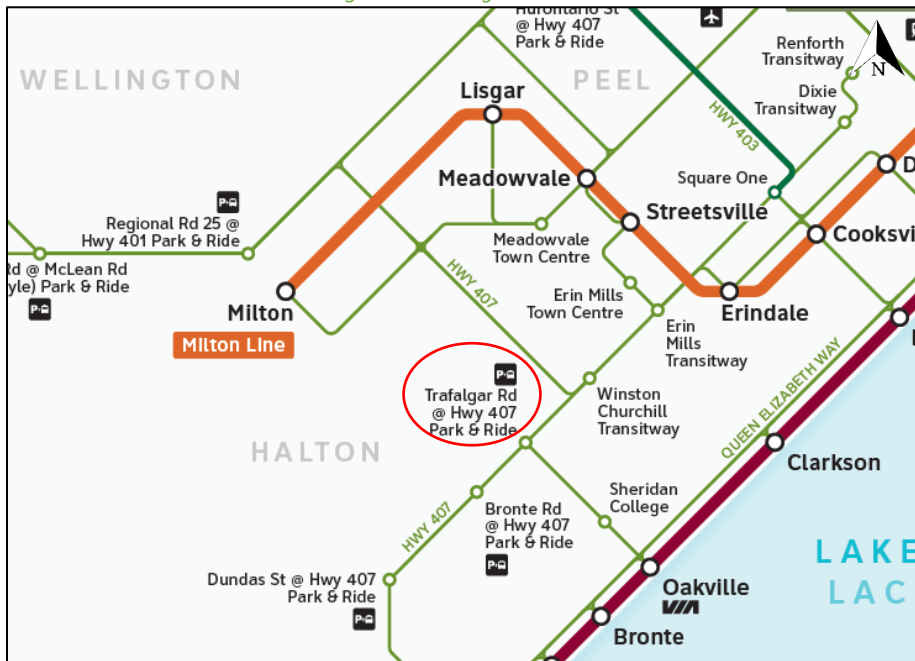 Hurontario St
@ Hwy 407
Park & Ride
Renforth
Transitway
N
WELLINGTON
PEEL
Lisgar
Dixie
Transitway
HWY 403
Meadowvale
Square One
Streetsville
Regional Rd 25 @
Hwy 401 Park & Ride
Meadowvale
Town Centre
Rd @ McLean Rd
yle) Park & Ride
HWY 407
Milton
Erin Mills
Town Centre
Erindale
Milton Line
Erin
Mills
Transitway
Trafalgar Rd
@ Hwy 407
Park & Ride
Winston
Churchill
Transitway
QUEEN ELIZABETH WAY
HALTON
Clarkson
Sheridan
College
Bronte Rd
@ Hwy 407
Park & Ride
HWY 407
LAKE
LAC
Dundas St @ Hwy 407
Park & Ride
Oakville
VIA
Bronte